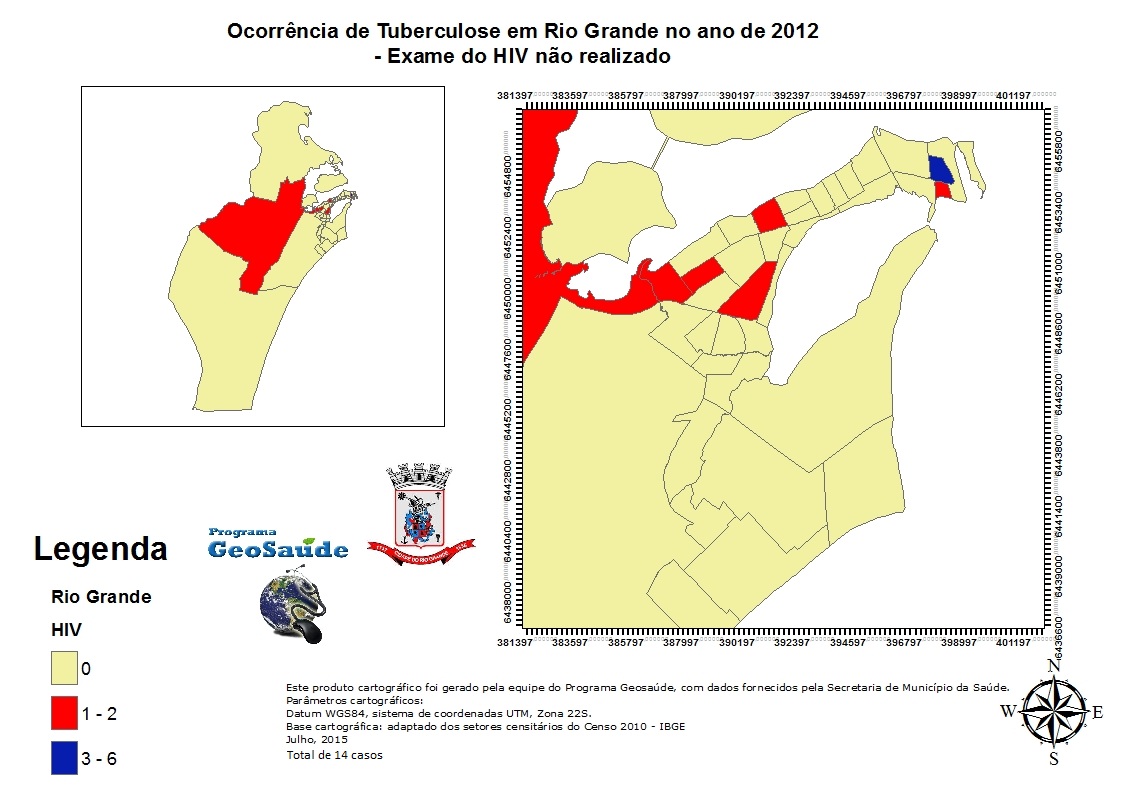 Ocorrência de Tuberculose em Rio Grande no ano de 2012
- Exame do HIV não realizado
381397 383597 385797 387997 390197 392397 394597 396797 398997 401197
6454800
6452400
6450000
6447600
6445200
6442800
6440400
6438000
6455800
6453400
6451000
6448600
6446200
6443800
6441400
6439000
6436600
381397 383597 385797 387997 390197 392397 394597 396797 398997 401197
Programa
GeoSaúde
CIDADE DO RIO GRANDE
Legenda
Rio Grande
HIV
0
1 - 2
3 - 6
Este produto cartográfico foi gerado pela equipe do Programa Geosaúde, com dados fornecidos pela Secretaria de Município da Saúde.
Parâmetros cartográficos:
Datum WGS84, sistema de coordenadas UTM, Zona 22S.
Base cartográfica: adaptado dos setores censitários do Censo 2010 - IBGE
Julho, 2015
Total de 14 casos
N
W E
S